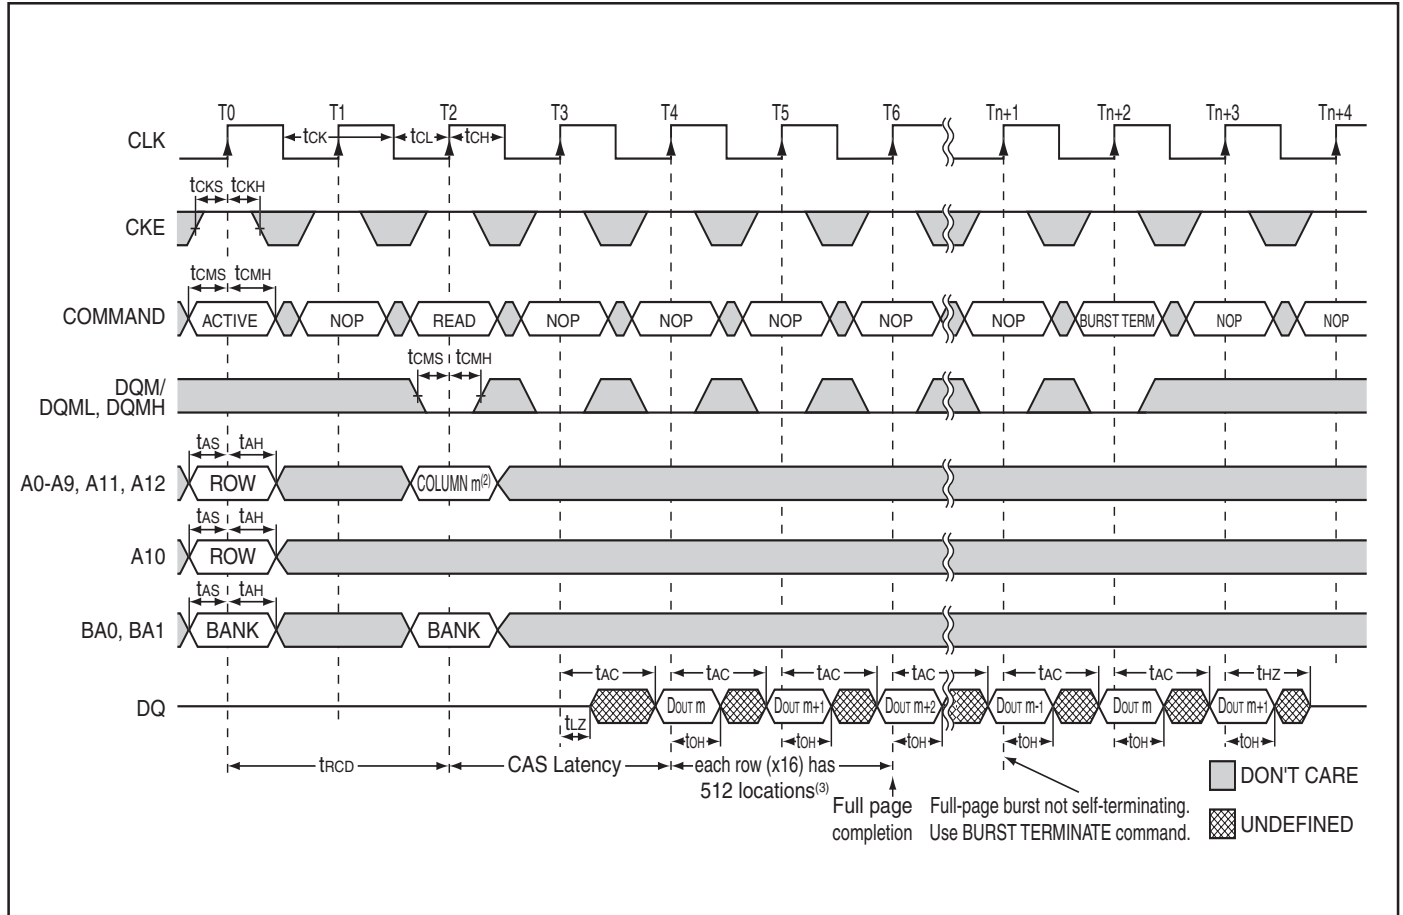 T0 T1 T2 T3 T4 T5 T6 Tn+1 Tn+2 Tn+3 Tn+4
CLK
tCK tCL tCH
tCKS tCKH
CKE
tCMS tCMH
COMMAND ACTIVE NOP READ NOP NOP NOP NOP NOP BURST TERM NOP NOP
tCMS tCMH
DQM/
DQML, DQMH
tAS tAH
A0-A9, A11, A12 ROW COLUMN m(2)
tAS tAH
A10 ROW
tAS tAH
BA0, BA1 BANK BANK
tAC tAC tAC tAC tAC tAC tHZ
DQ DOUT m DOUT m+1 DOUT m+2 DOUT m-1 DOUT m DOUT m+1
tLZ tOH tOH tOH tOH tOH tOH
tRCD CAS Latency each row (x16) has
512 locations(3)
Full page
completion
Full-page burst not self-terminating.
Use BURST TERMINATE command.
DON'T CARE
UNDEFINED